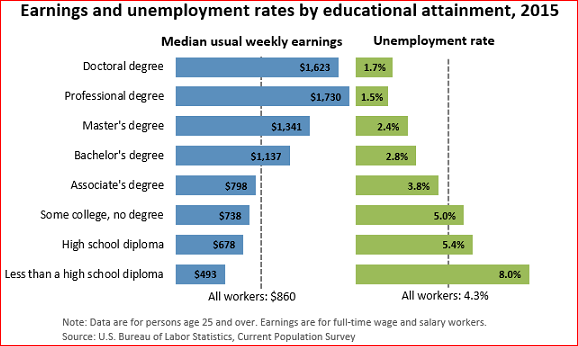 Earnings and unemployment rates by educational attainment, 2015
Median usual weekly earnings Unemployment rate
Doctoral degree $1,623 1.7%
Professional degree $1,730 1.5%
Master's degree $1,341 2.4%
Bachelor's degree $1,137 2.8%
Associate's degree $798 3.8%
Some college, no degree $738 5.0%
High school diploma $678 5.4%
Less than a high school diploma $493 8.0%
All workers: $860 All workers: 4.3%
Note: Data are for persons age 25 and over. Earnings are for full-time wage and salary workers.
Source: U.S. Bureau of Labor Statistics, Current Population Survey